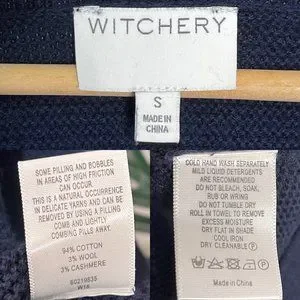 WITCHERY
S
MADE IN
CHINA
SOME PILLING AND BOBBLES
IN AREAS OF HIGH FRICTION
CAN OCCUR.
THIS IS A NATURAL OCCURRENCE
IN DELICATE YARNS AND CAN BE
REMOVED BY USING A PILLING
COMB AND LIGHTLY
COMBING PILLS AWAY.
94% COTTON
3% WOOL
3% CASHMERE
60219835
W18
COLD HAND WASH SEPARATELY
MILD LIQUID DETERGENTS
ARE RECOMMENDED
DO NOT BLEACH, SOAK,
RUB OR WRING
DO NOT TUMBLE DRY
ROLL IN TOWEL TO REMOVE
EXCESS MOISTURE
DRY FLAT IN SHADE
COOL IRON
DRY CLEANABLE Ⓟ
Made in China